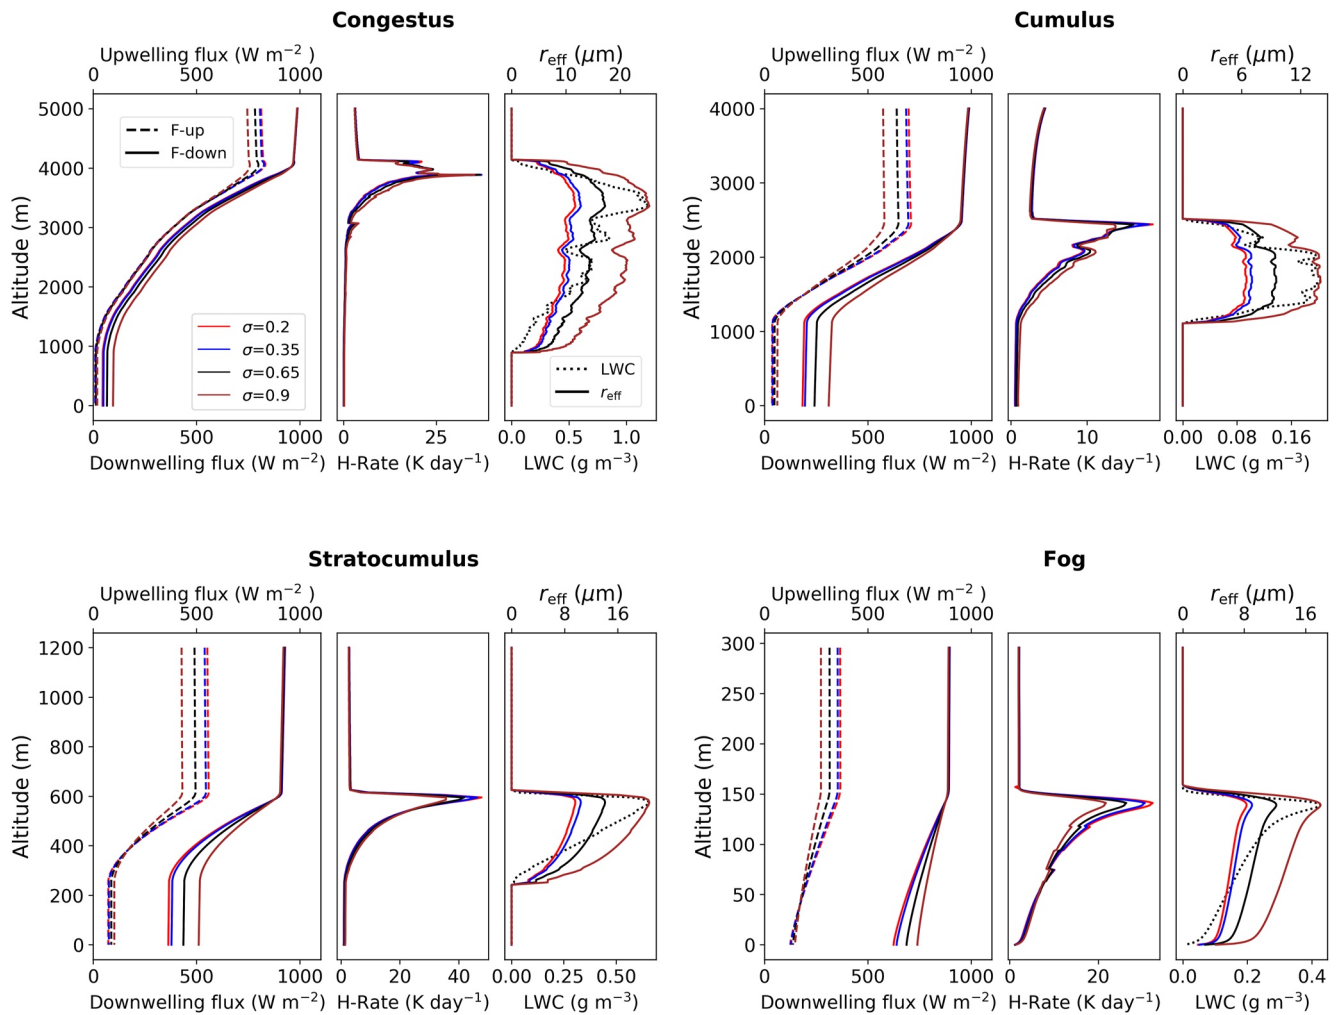 Congestus
Upwelling flux (W m⁻² )
r_eff (μm)
0 500 1000
0 10 20
5000
4000
3000
2000
1000
0
Altitude (m)
F-up
F-down
σ=0.2
σ=0.35
σ=0.65
σ=0.9
LWC
r_eff
0 500 1000
0 25
0.0 0.5 1.0
Downwelling flux (W m⁻²)
H-Rate (K day⁻¹)
LWC (g m⁻³)
Cumulus
Upwelling flux (W m⁻² )
r_eff (μm)
0 500 1000
0 6 12
4000
3000
2000
1000
0
Altitude (m)
0 500 1000
0 10
0.00 0.08 0.16
Downwelling flux (W m⁻²)
H-Rate (K day⁻¹)
LWC (g m⁻³)
Stratocumulus
Upwelling flux (W m⁻² )
r_eff (μm)
0 500 1000
0 8 16
1200
1000
800
600
400
200
0
Altitude (m)
0 500 1000
0 20 40
0.00 0.25 0.50
Downwelling flux (W m⁻²)
H-Rate (K day⁻¹)
LWC (g m⁻³)
Fog
Upwelling flux (W m⁻² )
r_eff (μm)
0 500 1000
0 8 16
300
250
200
150
100
50
0
Altitude (m)
0 500 1000
0 20
0.0 0.2 0.4
Downwelling flux (W m⁻²)
H-Rate (K day⁻¹)
LWC (g m⁻³)